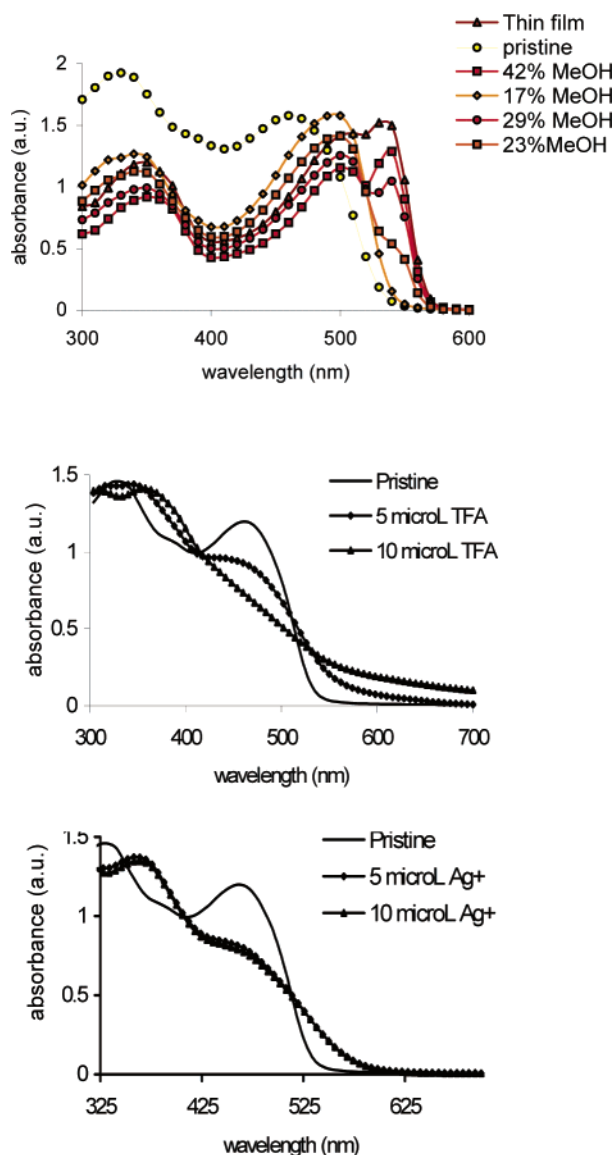 Thin film
pristine
42% MeOH
17% MeOH
29% MeOH
23%MeOH
absorbance (a.u.)
2
1.5
1
0.5
0
300 400 500 600
wavelength (nm)
Pristine
5 microL TFA
10 microL TFA
absorbance (a.u.)
1.5
1
0.5
0
300 400 500 600 700
wavelength (nm)
Pristine
5 microL Ag+
10 microL Ag+
absorbance (a.u.)
1.5
1
0.5
0
325 425 525 625
wavelength (nm)